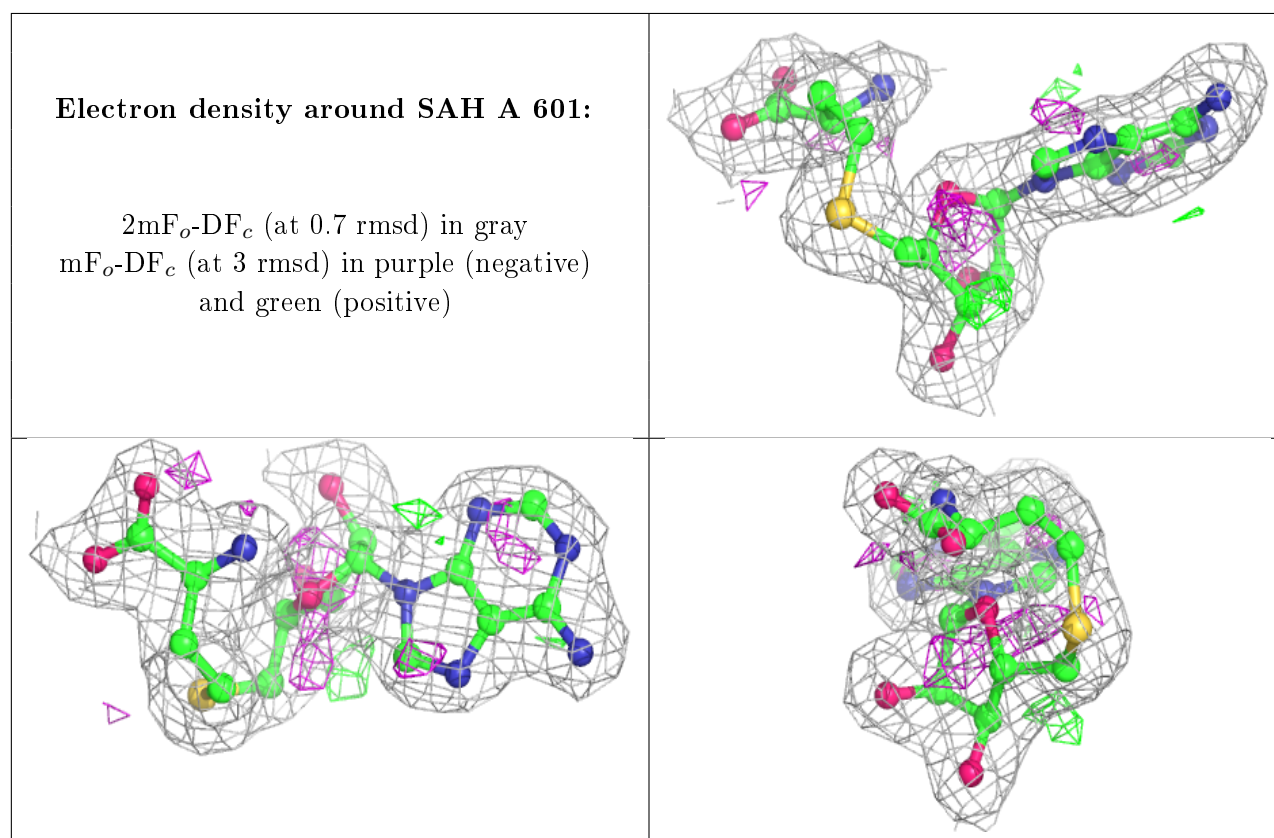 Electron density around SAH A 601:
2mFo-DFc (at 0.7 rmsd) in gray
mFo-DFc (at 3 rmsd) in purple (negative)
and green (positive)